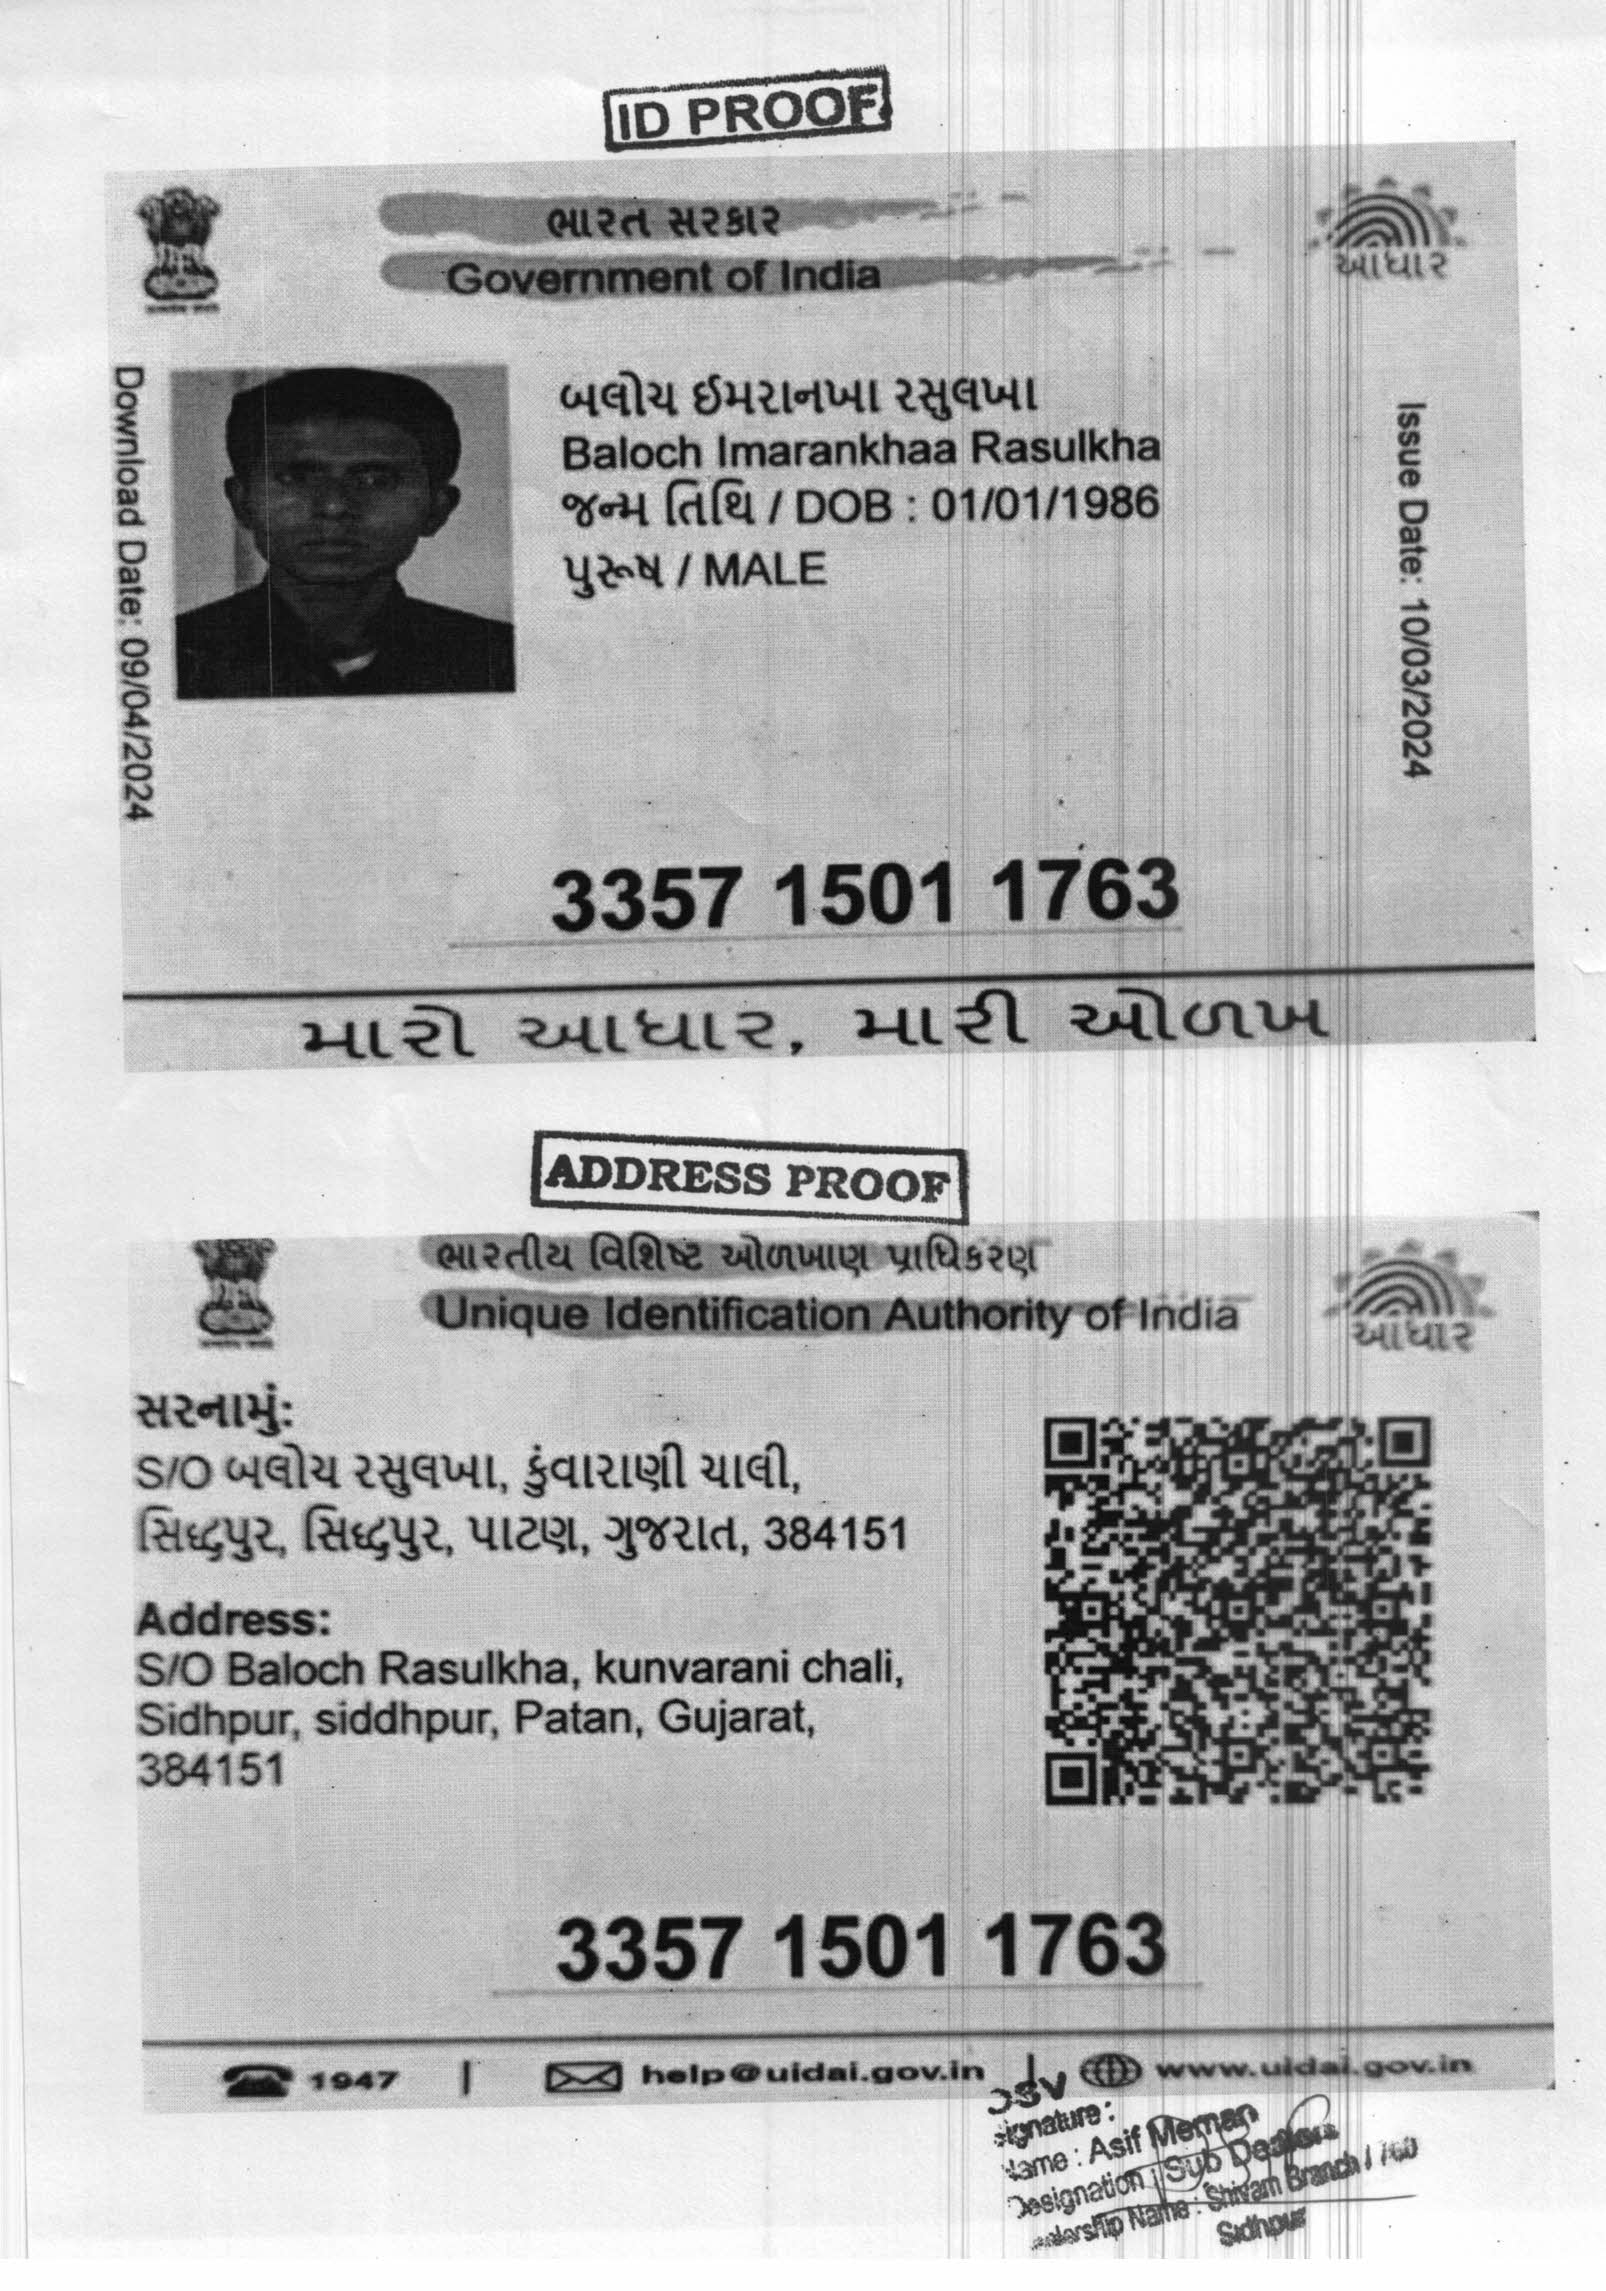 ID PROOF
ભારત સરકાર
Government of India
આધાર
Download Date: 09/04/2024
બલોચ ઈમરાનખા રસુલખા
Baloch Imarankhaa Rasulkha
જન્મ તિથિ / DOB : 01/01/1986
પુરૂષ / MALE
Issue Date: 10/03/2024
3357 1501 1763
મારો આધાર, મારી ઓળખ
ADDRESS PROOF
ભારતીય વિશિષ્ટ ઓળખાણ પ્રાધિકરણ
Unique Identification Authority of India
આધાર
સરનામું:
S/O બલોચ રસુલખા, કુંવારાણી ચાલી,
સિધ્ધપુર, સિધ્ધપુર, પાટણ, ગુજરાત, 384151
Address:
S/O Baloch Rasulkha, kunvarani chali,
Sidhpur, siddhpur, Patan, Gujarat,
384151
3357 1501 1763
1947 | help@uidai.gov.in | www.uidai.gov.in
OSV
Signature :
Name : Asif Meman
Designation : Sub Dealers
Dealership Name : Shivam Branch / 760
Sidhpur